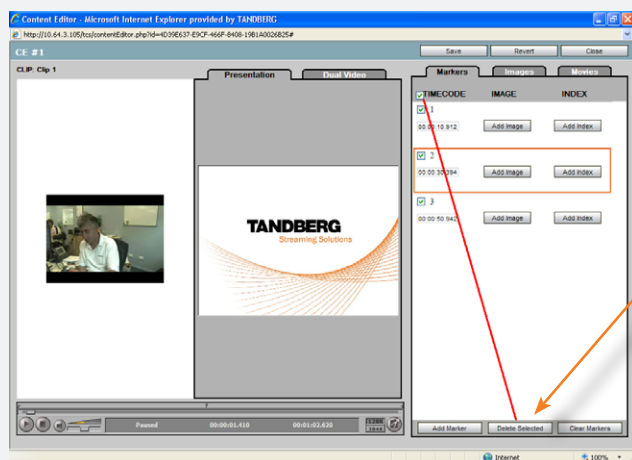 Content Editor - Microsoft Internet Explorer provided by TANDBERG
http://10.64.3.105/tcs/contentEditor.php?id=4D39E637-E9CF-466F-8408-19B1A0026B25#
CE #1
Save Revert Close
CLIP: Clip 1
Presentation Dual Video
Markers Images Movies
TIMECODE IMAGE INDEX
1
00:00:10.912 Add Image Add Index
2
00:00:30.394 Add Image Add Index
3
00:00:50.942 Add Image Add Index
TANDBERG
Streaming Solutions
Paused 00:00:01.410 00:01:03.620
Add Marker Delete Selected Clear Markers
Internet 100%